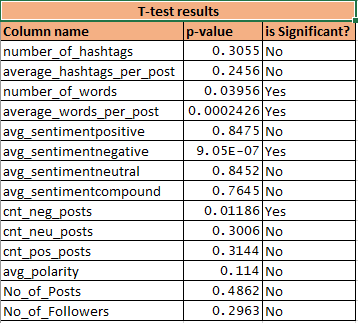 T-test results
Column name p-value is Significant?
number_of_hashtags 0.3055 No
average_hashtags_per_post 0.2456 No
number_of_words 0.03956 Yes
average_words_per_post 0.0002426 Yes
avg_sentimentpositive 0.8475 No
avg_sentimentnegative 9.05E-07 Yes
avg_sentimentneutral 0.8452 No
avg_sentimentcompound 0.7645 No
cnt_neg_posts 0.01186 Yes
cnt_neu_posts 0.3006 No
cnt_pos_posts 0.3144 No
avg_polarity 0.114 No
No_of_Posts 0.4862 No
No_of_Followers 0.2963 No